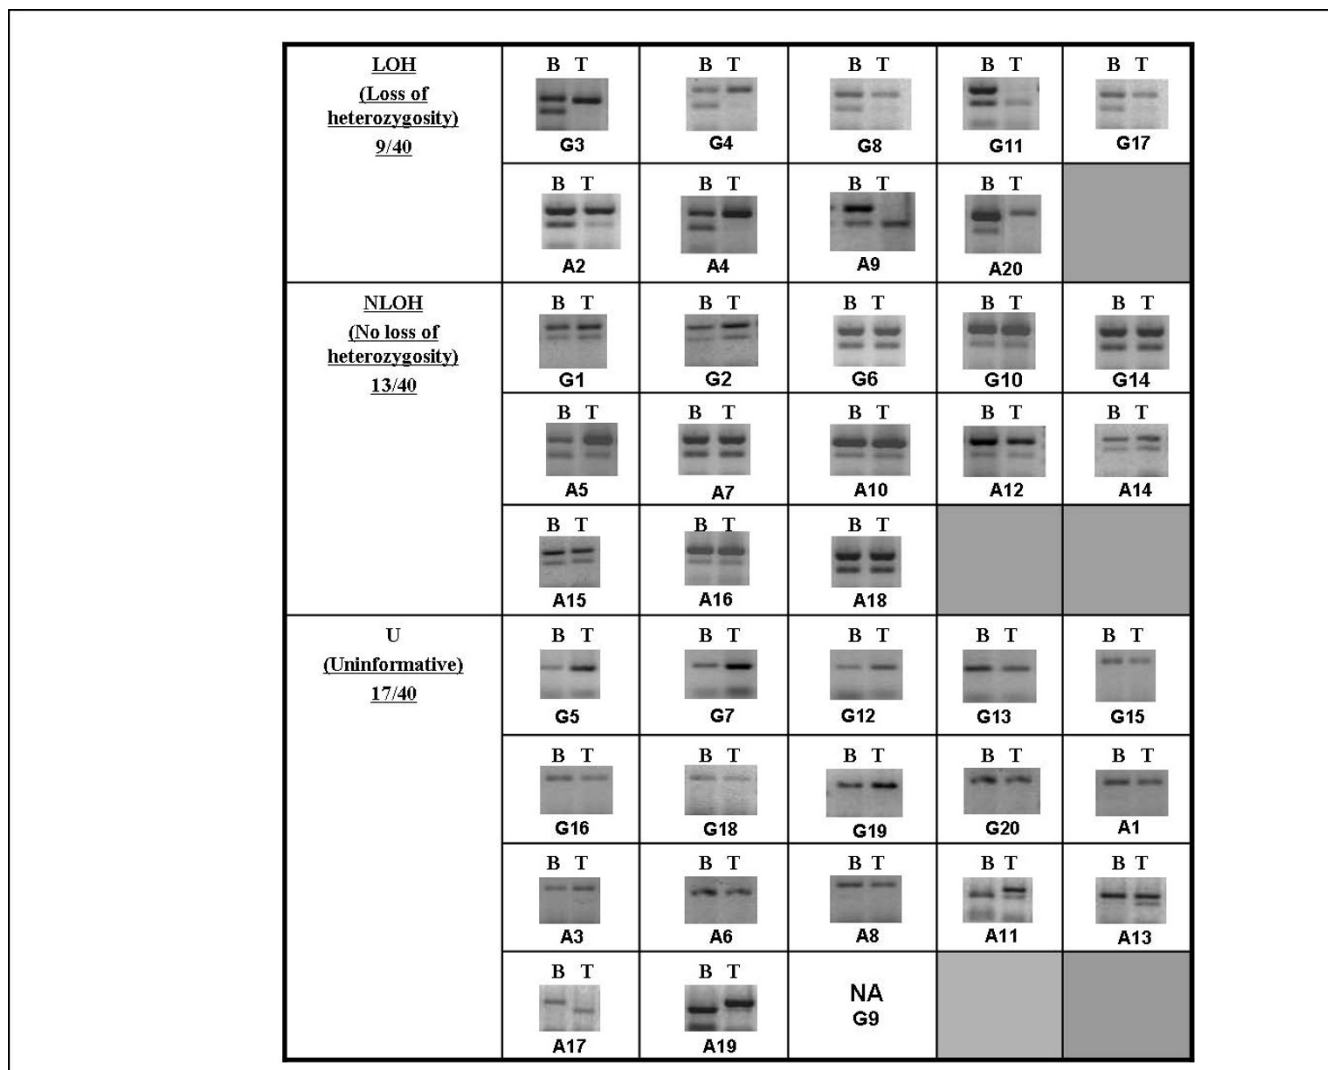 LOH
(Loss of
heterozygosity)
9/40
B T
G3
B T
G4
B T
G8
B T
G11
B T
G17
B T
A2
B T
A4
B T
A9
B T
A20
NLOH
(No loss of
heterozygosity)
13/40
B T
G1
B T
G2
B T
G6
B T
G10
B T
G14
B T
A5
B T
A7
B T
A10
B T
A12
B T
A14
B T
A15
B T
A16
B T
A18
U
(Uninformative)
17/40
B T
G5
B T
G7
B T
G12
B T
G13
B T
G15
B T
G16
B T
G18
B T
G19
B T
G20
B T
A1
B T
A3
B T
A6
B T
A8
B T
A11
B T
A13
B T
A17
B T
A19
NA
G9